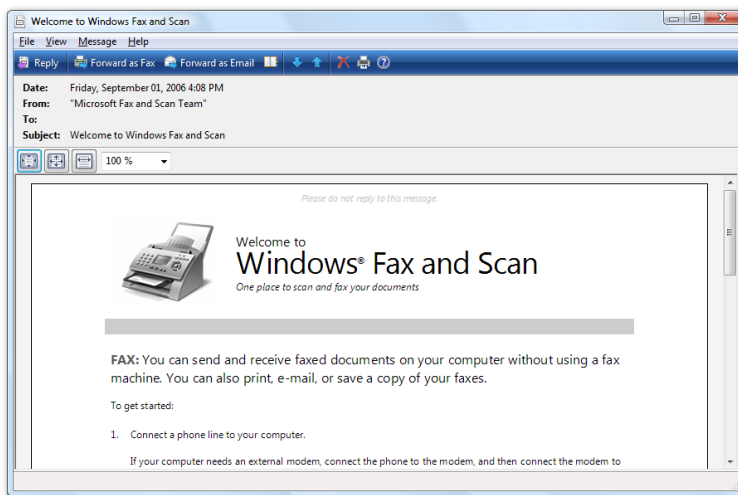 Welcome to Windows Fax and Scan
File View Message Help
Reply Forward as Fax Forward as Email
Date: Friday, September 01, 2006 4:08 PM
From: "Microsoft Fax and Scan Team"
To:
Subject: Welcome to Windows Fax and Scan
100 %
Please do not reply to this message.
Welcome to
Windows® Fax and Scan
One place to scan and fax your documents
FAX: You can send and receive faxed documents on your computer without using a fax
machine. You can also print, e-mail, or save a copy of your faxes.
To get started:
1. Connect a phone line to your computer.
If your computer needs an external modem, connect the phone to the modem, and then connect the modem to